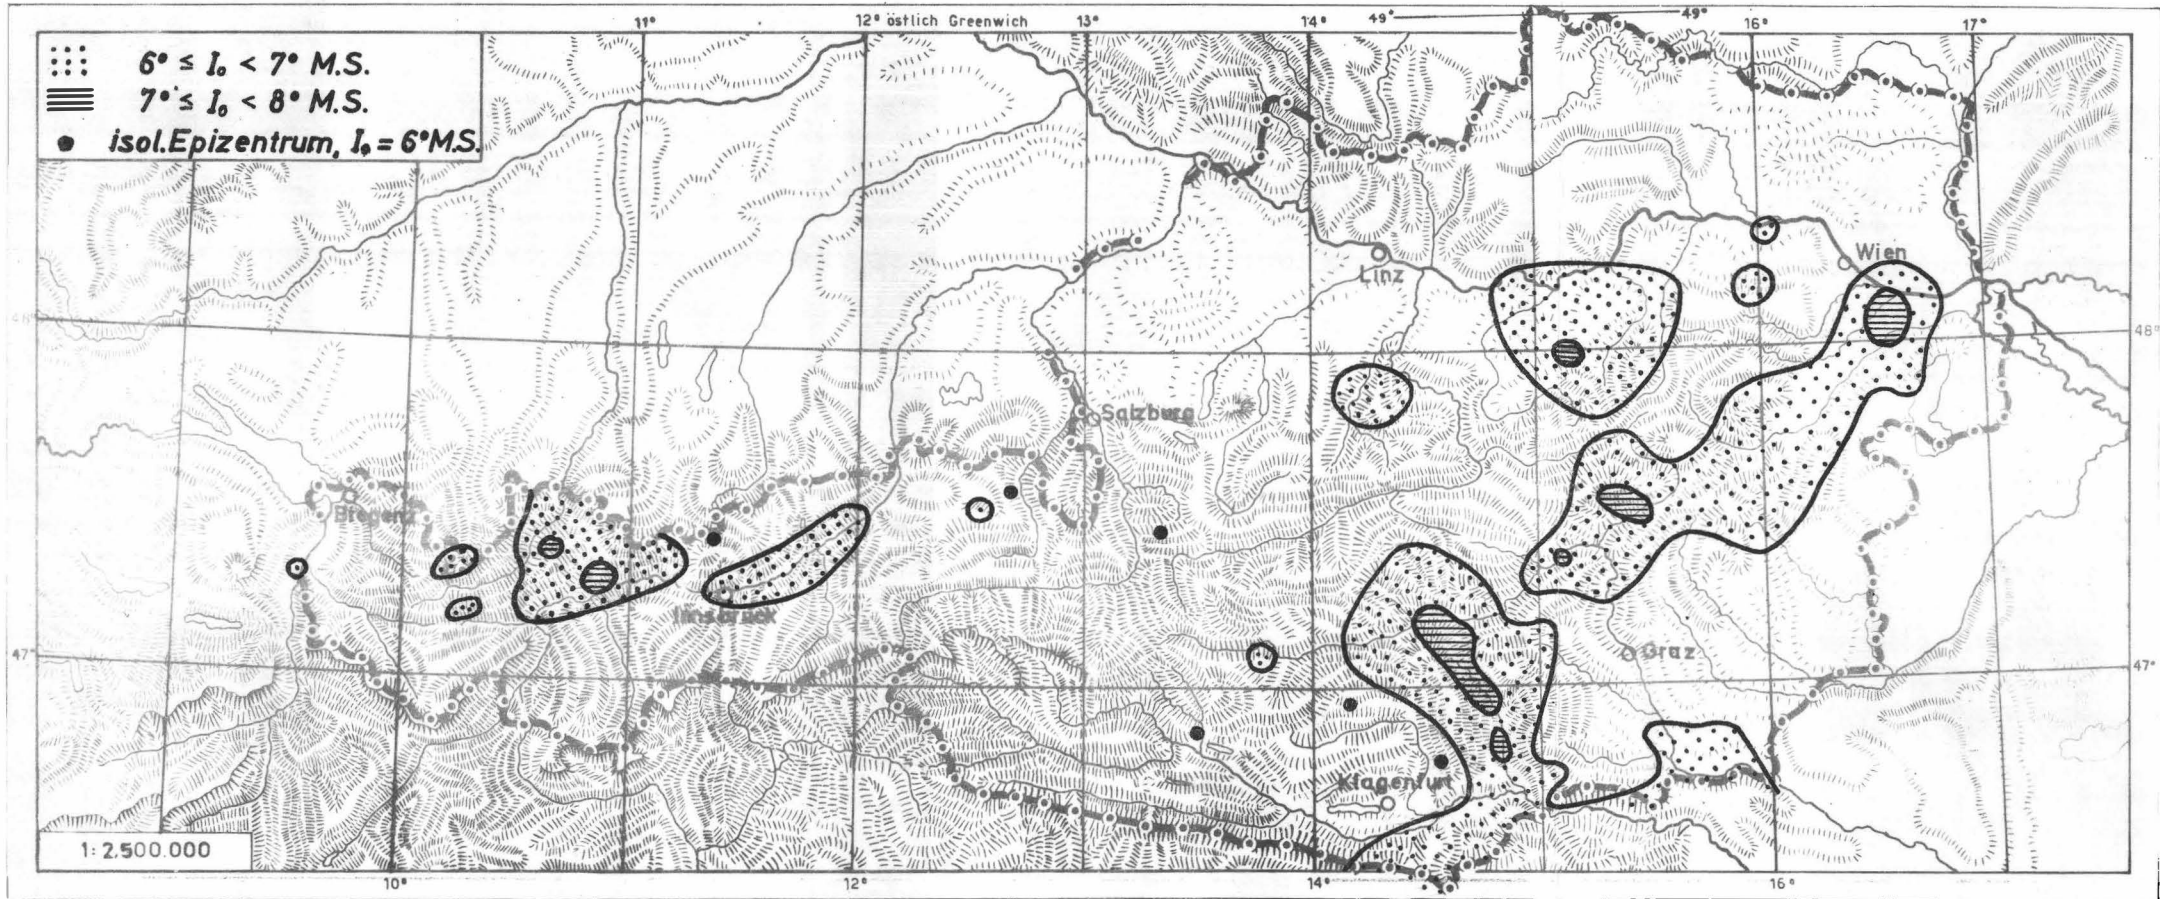 11° 12° östlich Greenwich 13° 14° 49° 49° 16° 17°
6° ≤ I₀ < 7° M.S.
7° ≤ I₀ < 8° M.S.
isol. Epizentrum, I₀ = 6° M.S.
Wien
Linz
48° 48°
Salzburg
Bregenz
Innsbruck
Graz
47° 47°
Klagenfurt
1: 2,500.000
10° 12° 14° 16°